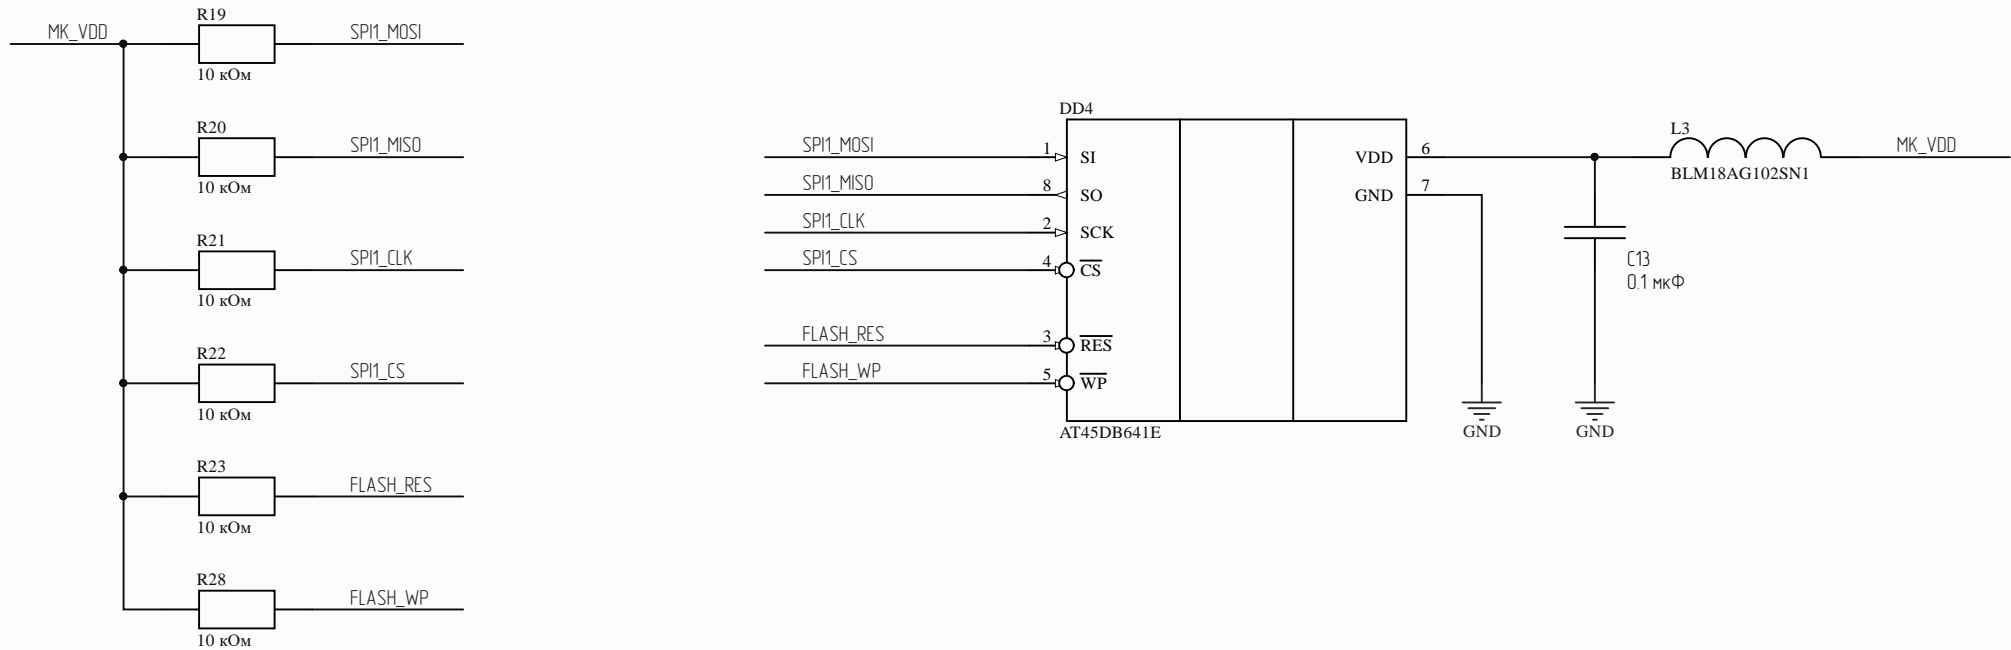 R19
MK_VDD
SPI1_MOSI
10 кОм
R20
SPI1_MISO
10 кОм
R21
SPI1_CLK
10 кОм
R22
SPI1_CS
10 кОм
R23
FLASH_RES
10 кОм
R28
FLASH_WP
10 кОм
DD4
SPI1_MOSI 1 SI
SPI1_MISO 8 SO
SPI1_CLK 2 SCK
SPI1_CS 4 CS
FLASH_RES 3 RES
FLASH_WP 5 WP
AT45DB641E
VDD 6
GND 7
L3
BLM18AG102SN1
MK_VDD
C13
0.1 мкФ
GND
GND